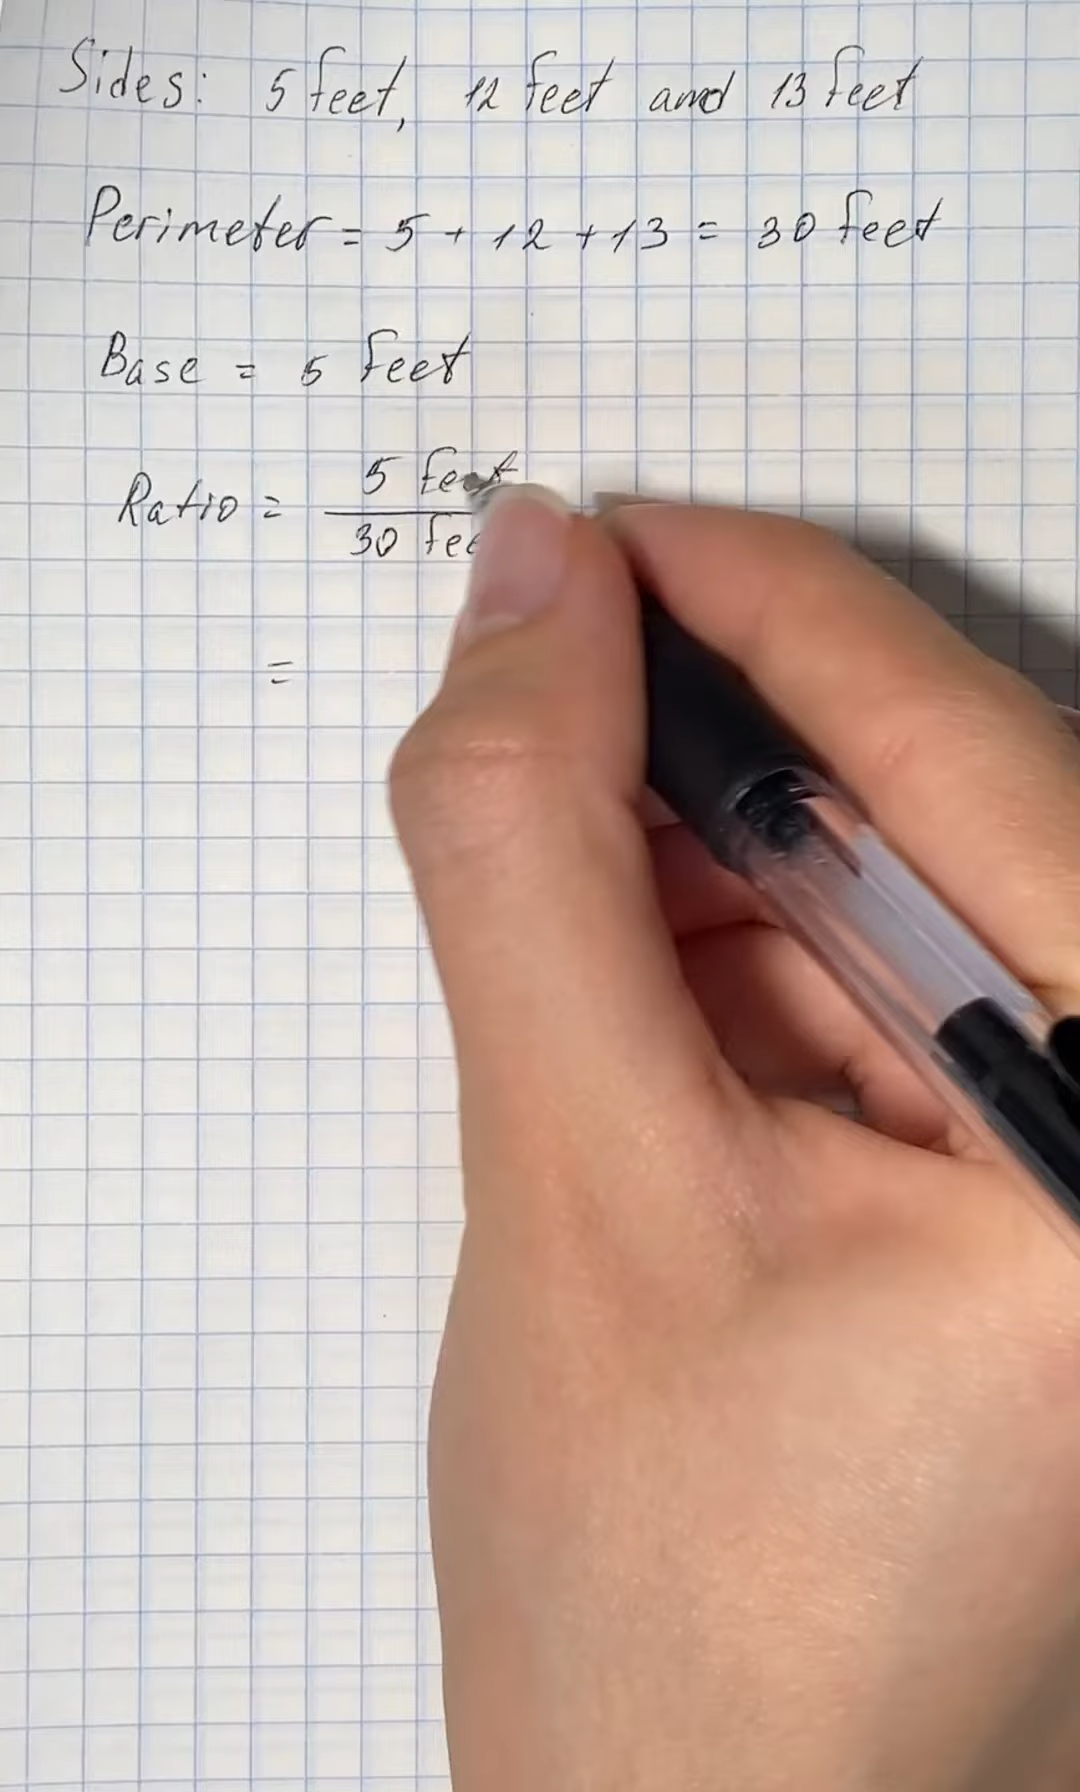 Sides: 5 feet, 12 feet and 13 feet
Perimeter = 5 + 12 + 13 = 30 feet
Base = 5 feet
Ratio = 5 feet
30
=